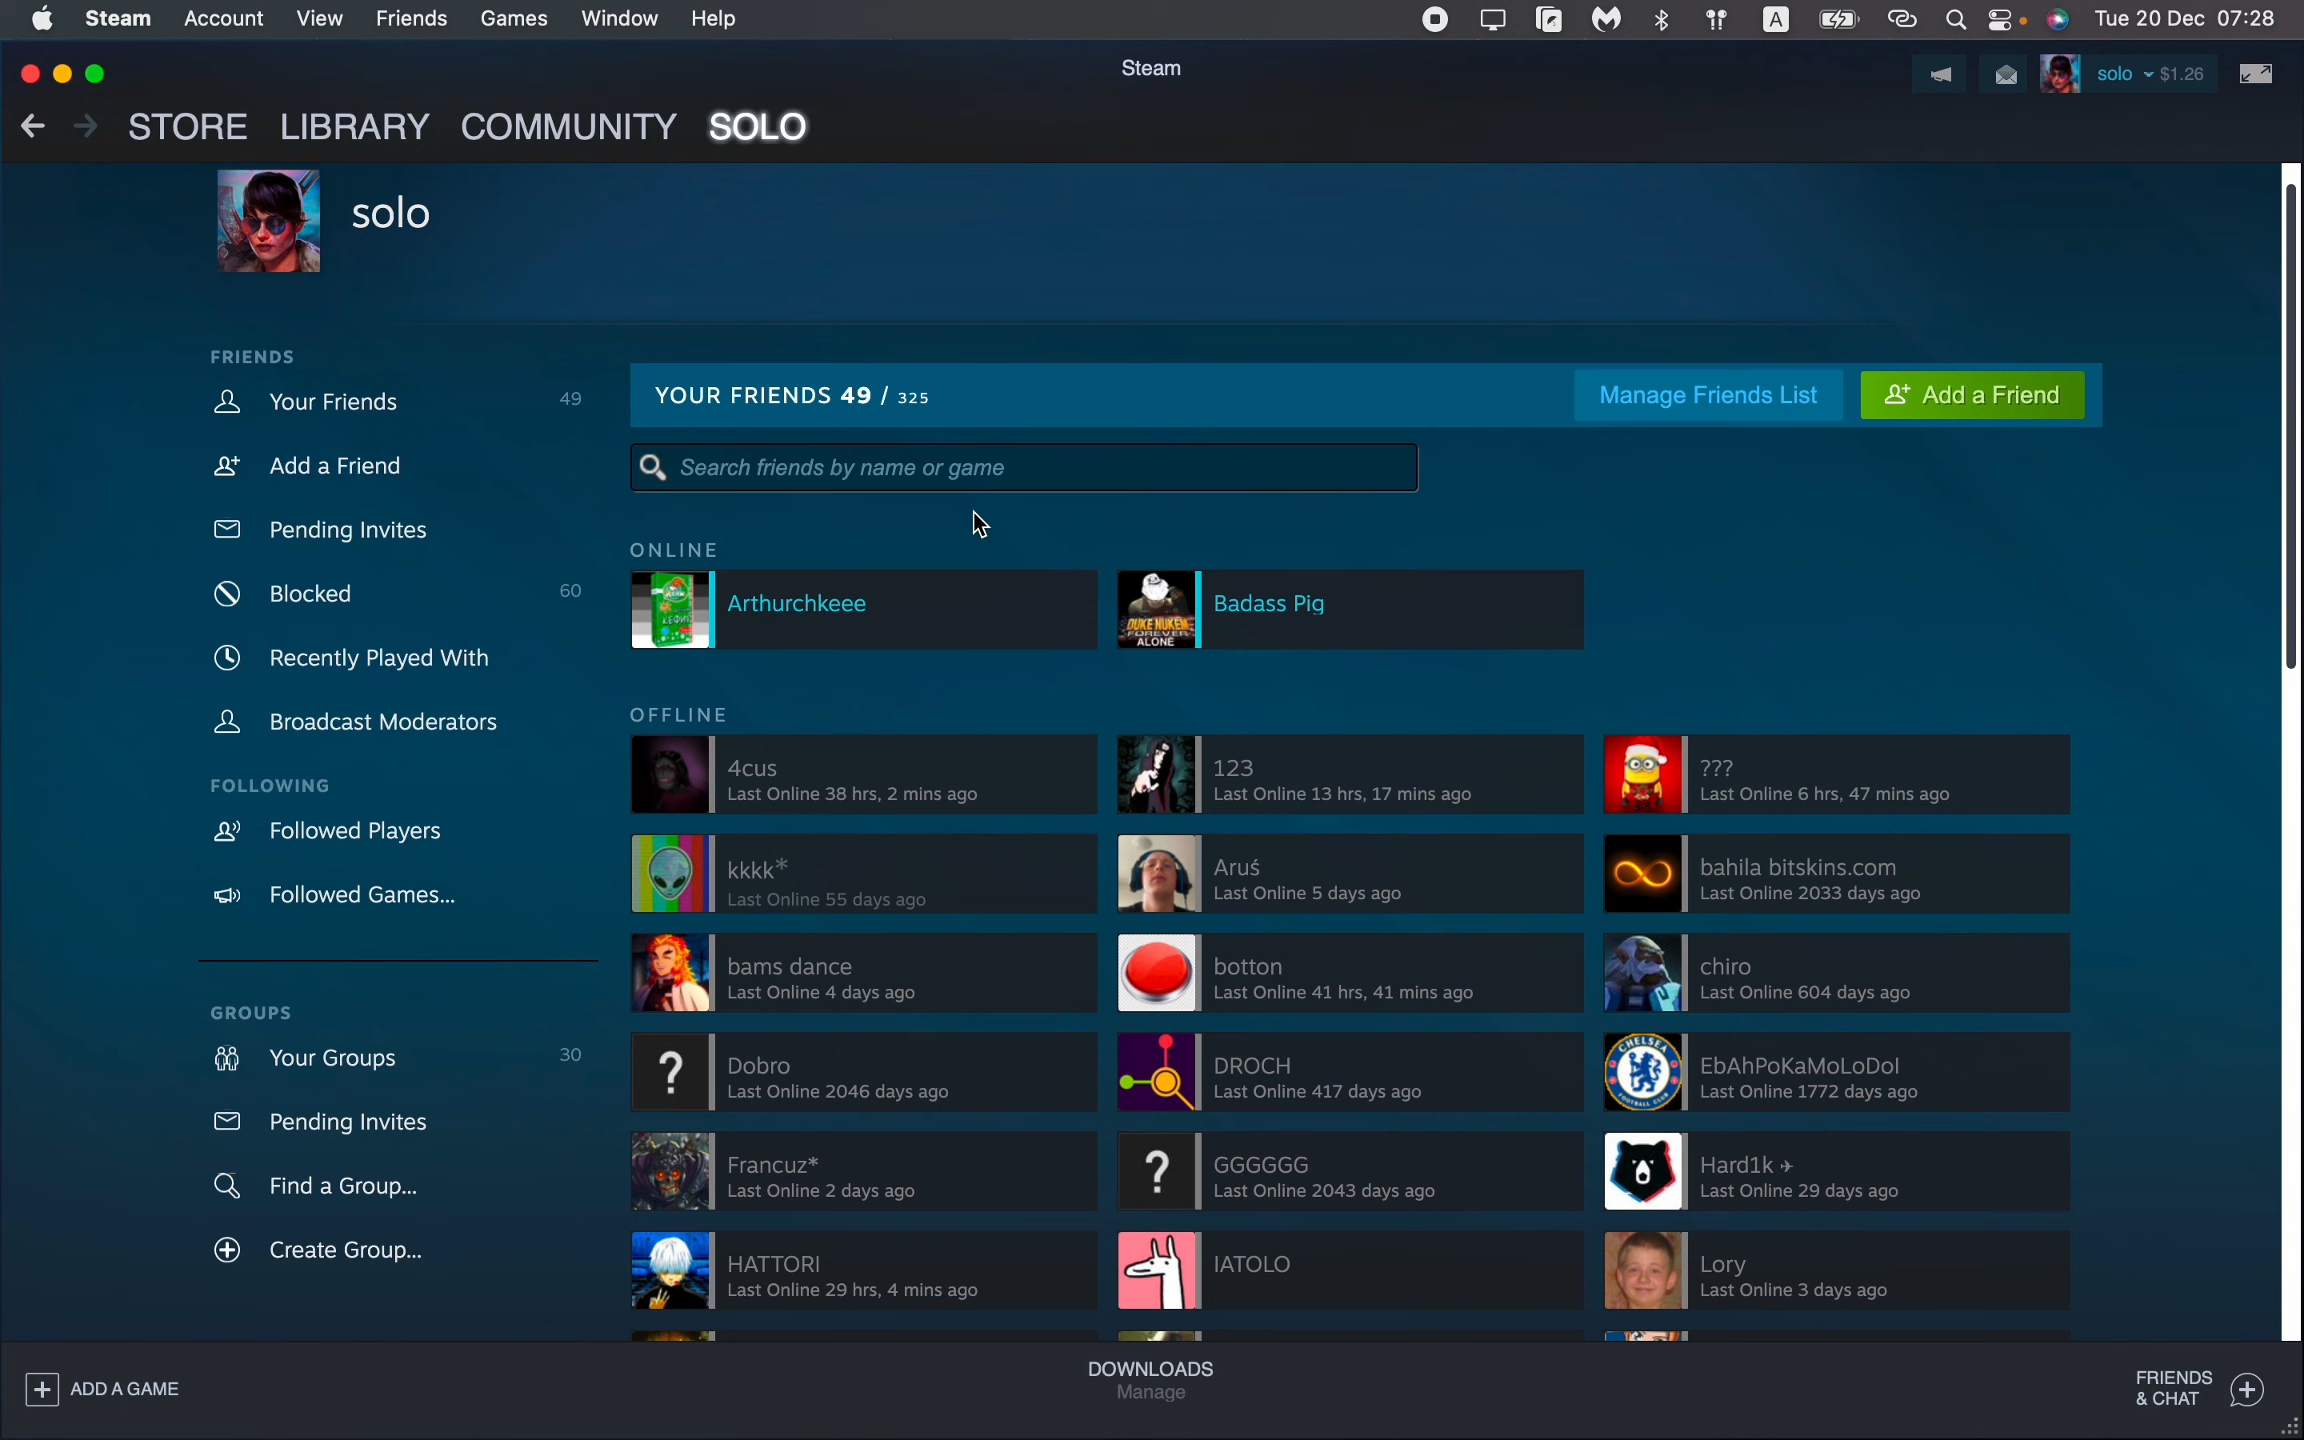 Steam Account View Friends Games Window Help
A
Tue 20 Dec 07:28
Steam
solo $1.26
STORE LIBRARY COMMUNITY SOLO
solo
FRIENDS
Your Friends 49
Add a Friend
Pending Invites
Blocked 60
Recently Played With
Broadcast Moderators
FOLLOWING
Followed Players
Followed Games...
GROUPS
Your Groups 30
Pending Invites
Find a Group...
Create Group...
YOUR FRIENDS 49 / 325
Manage Friends List
Add a Friend
Search friends by name or game
ONLINE
Arthurchkeee
DUKE NUKEM
FOREVER
ALONE
Badass Pig
OFFLINE
4cus
Last Online 38 hrs, 2 mins ago
123
Last Online 13 hrs, 17 mins ago
???
Last Online 6 hrs, 47 mins ago
kkkk*
Last Online 55 days ago
Aruś
Last Online 5 days ago
bahila bitskins.com
Last Online 2033 days ago
bams dance
Last Online 4 days ago
botton
Last Online 41 hrs, 41 mins ago
chiro
Last Online 604 days ago
?
Dobro
Last Online 2046 days ago
DROCH
Last Online 417 days ago
CHELSEA
FOOTBALL CLUB
EbAhPoKaMoLoDoI
Last Online 1772 days ago
Francuz*
Last Online 2 days ago
?
GGGGGG
Last Online 2043 days ago
Hard1k ✈
Last Online 29 days ago
HATTORI
Last Online 29 hrs, 4 mins ago
IATOLO
Lory
Last Online 3 days ago
ADD A GAME
DOWNLOADS
Manage
FRIENDS
& CHAT